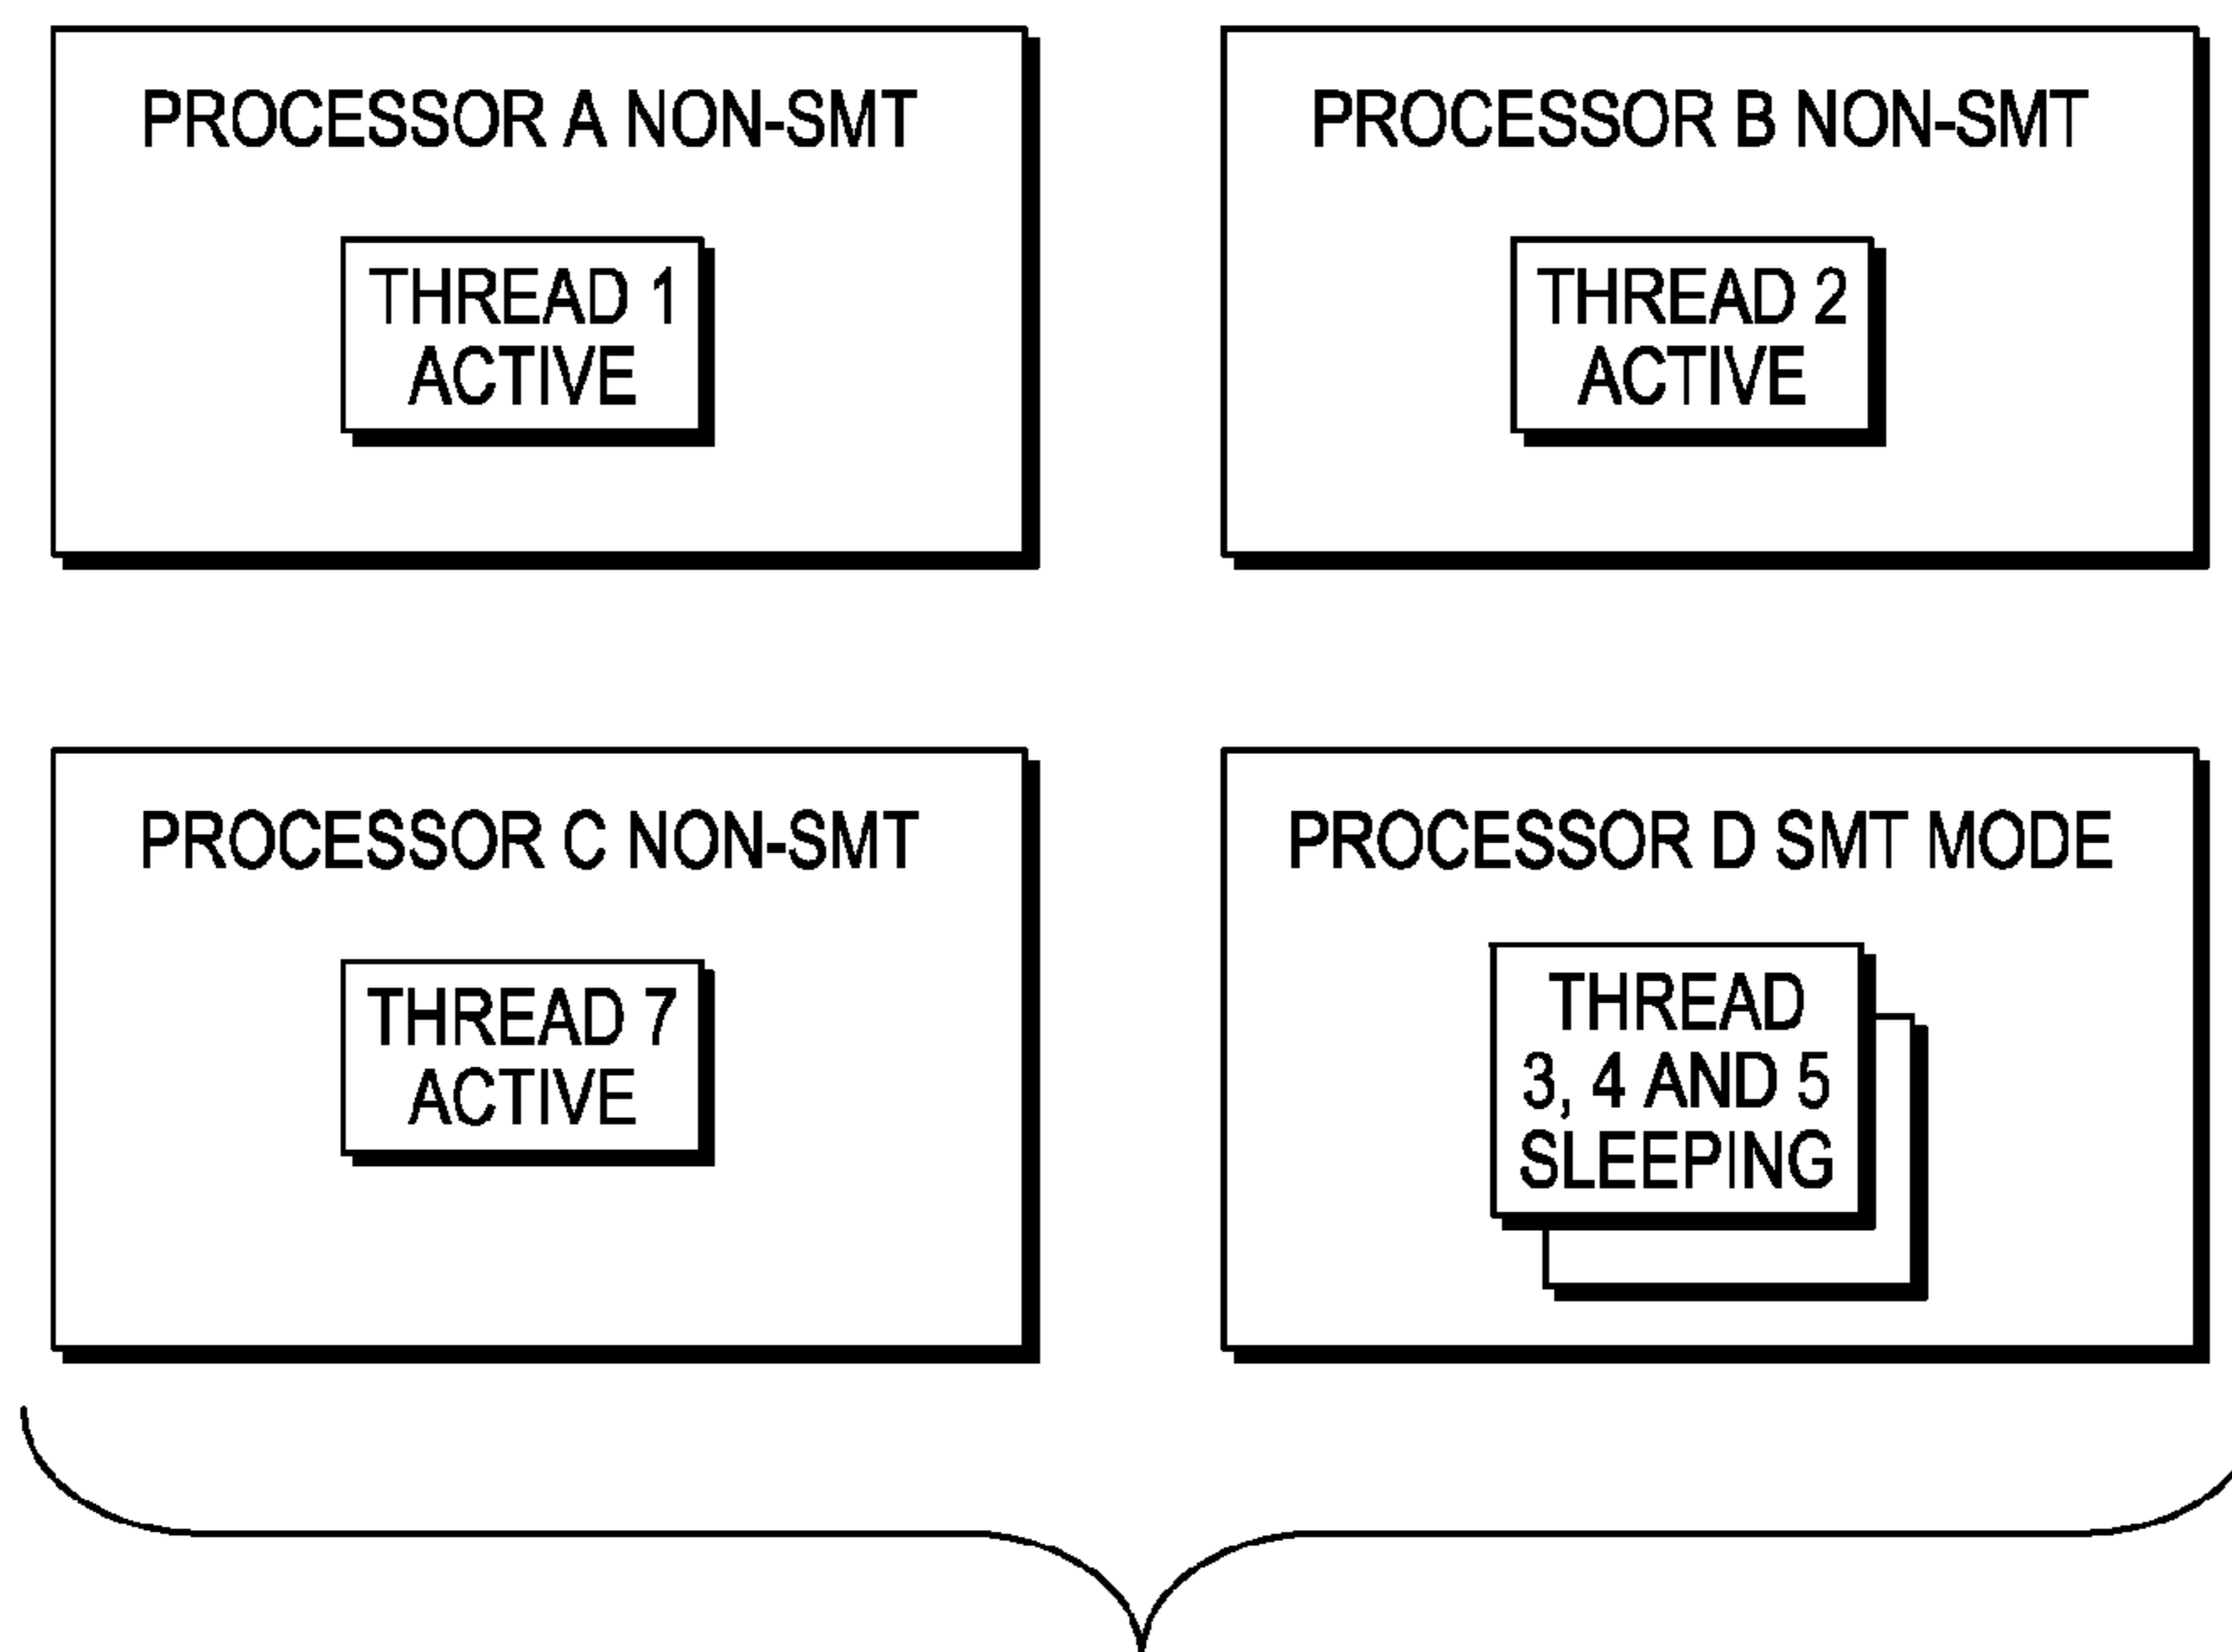 PROCESSOR A NON-SMT
THREAD 1
ACTIVE
PROCESSOR B NON-SMT
THREAD 2
ACTIVE
PROCESSOR C NON-SMT
THREAD 7
ACTIVE
PROCESSOR D SMT MODE
THREAD
3, 4 AND 5
SLEEPING